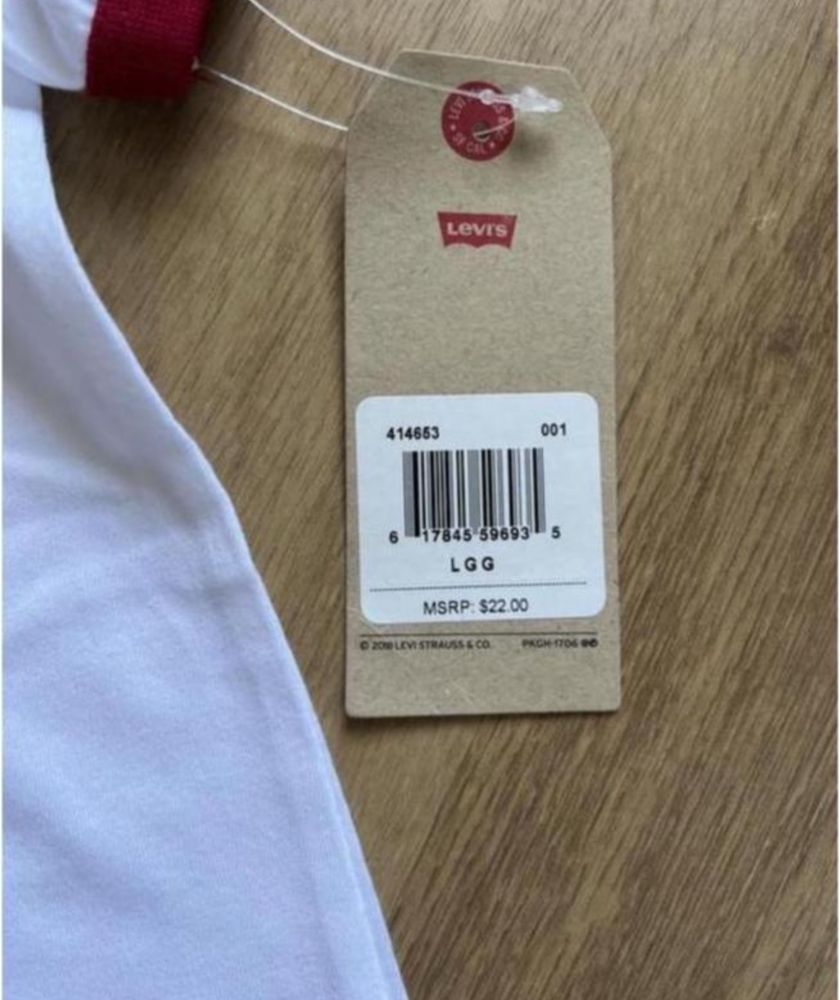 Levi's
414653 001
6 17845 59693 5
LGG
MSRP: $22.00
© 2018 LEVI STRAUSS & CO. PKGH-1706